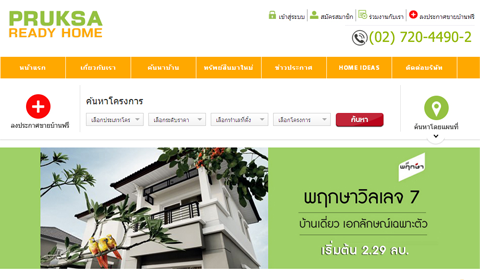 PRUKSA
READY HOME
เข้าสู่ระบบ สมัครสมาชิก ร่วมงานกับเรา ลงประกาศขายบ้านฟรี
(02) 720-4490-2
หน้าแรก เกี่ยวกับเรา ค้นหาบ้าน ทรัพย์สินมาใหม่ ข่าวประกาศ HOME IDEAS ติดต่อบริษัท
ค้นหาโครงการ
เลือกประเภทโคร เลือกระดับราคา เลือกทำเลที่ตั้ง เลือกโครงการ ค้นหา
ลงประกาศขายบ้านฟรี
ค้นหาโดยแผนที่
พฤกษา
พฤกษาวิลเลจ 7
บ้านเดี่ยว เอกลักษณ์เฉพาะตัว
เริ่มต้น 2.29 ลบ.